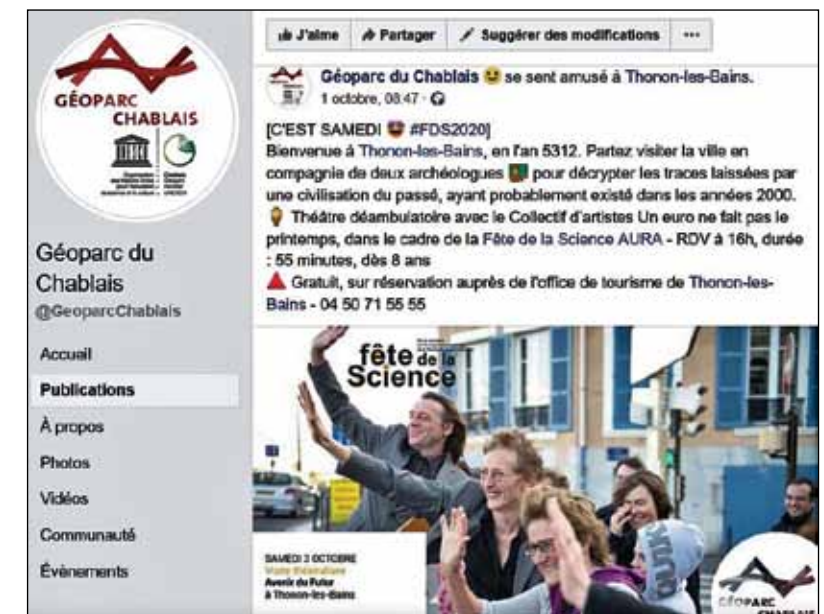 GÉOPARC
CHABLAIS
Géoparc du
Chablais
@GeoparcChablais
Accueil
Publications
À propos
Photos
Vidéos
Communauté
Évènements
J'aime
Partager
Suggérer des modifications
Géoparc du Chablais se sent amusé à Thonon-les-Bains.
1 octobre, 08:47
[C'EST SAMEDI #FDS2020]
Bienvenue à Thonon-les-Bains, en l'an 5312. Partez visiter la ville en
compagnie de deux archéologues pour décrypter les traces laissées par
une civilisation du passé, ayant probablement existé dans les années 2000.
Théâtre déambulatoire avec le Collectif d'artistes Un euro ne fait pas le
printemps, dans le cadre de la Fête de la Science AURA - RDV à 16h, durée
: 55 minutes, dès 8 ans
Gratuit, sur réservation auprès de l'office de tourisme de Thonon-les-
Bains - 04 50 71 55 55
fête de la
Science
SAMEDI 3 OCTOBRE
Avenir du Futur
à Thonon-les-Bains
GÉOPARC
CHABLAIS